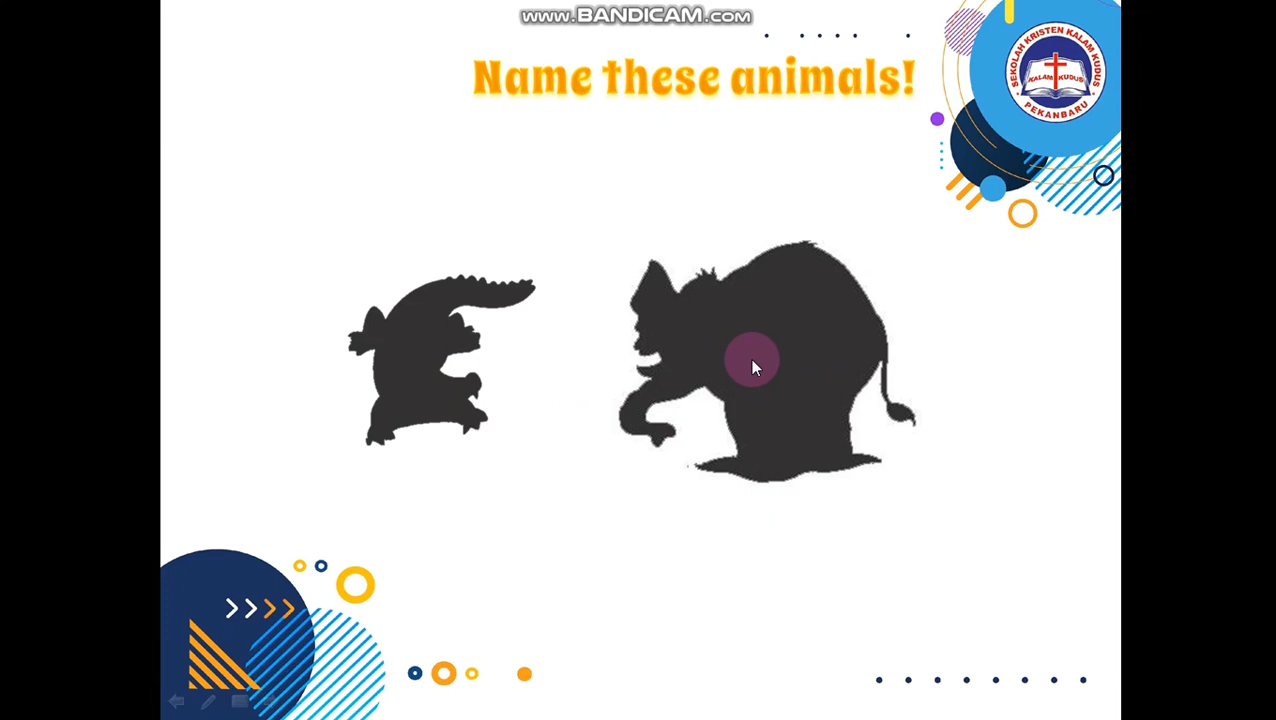 www.BANDICAM.com
Name these animals!
SEKOLAH KRISTEN KALAM KUDUS
KALAM KUDUS
PEKANBARU